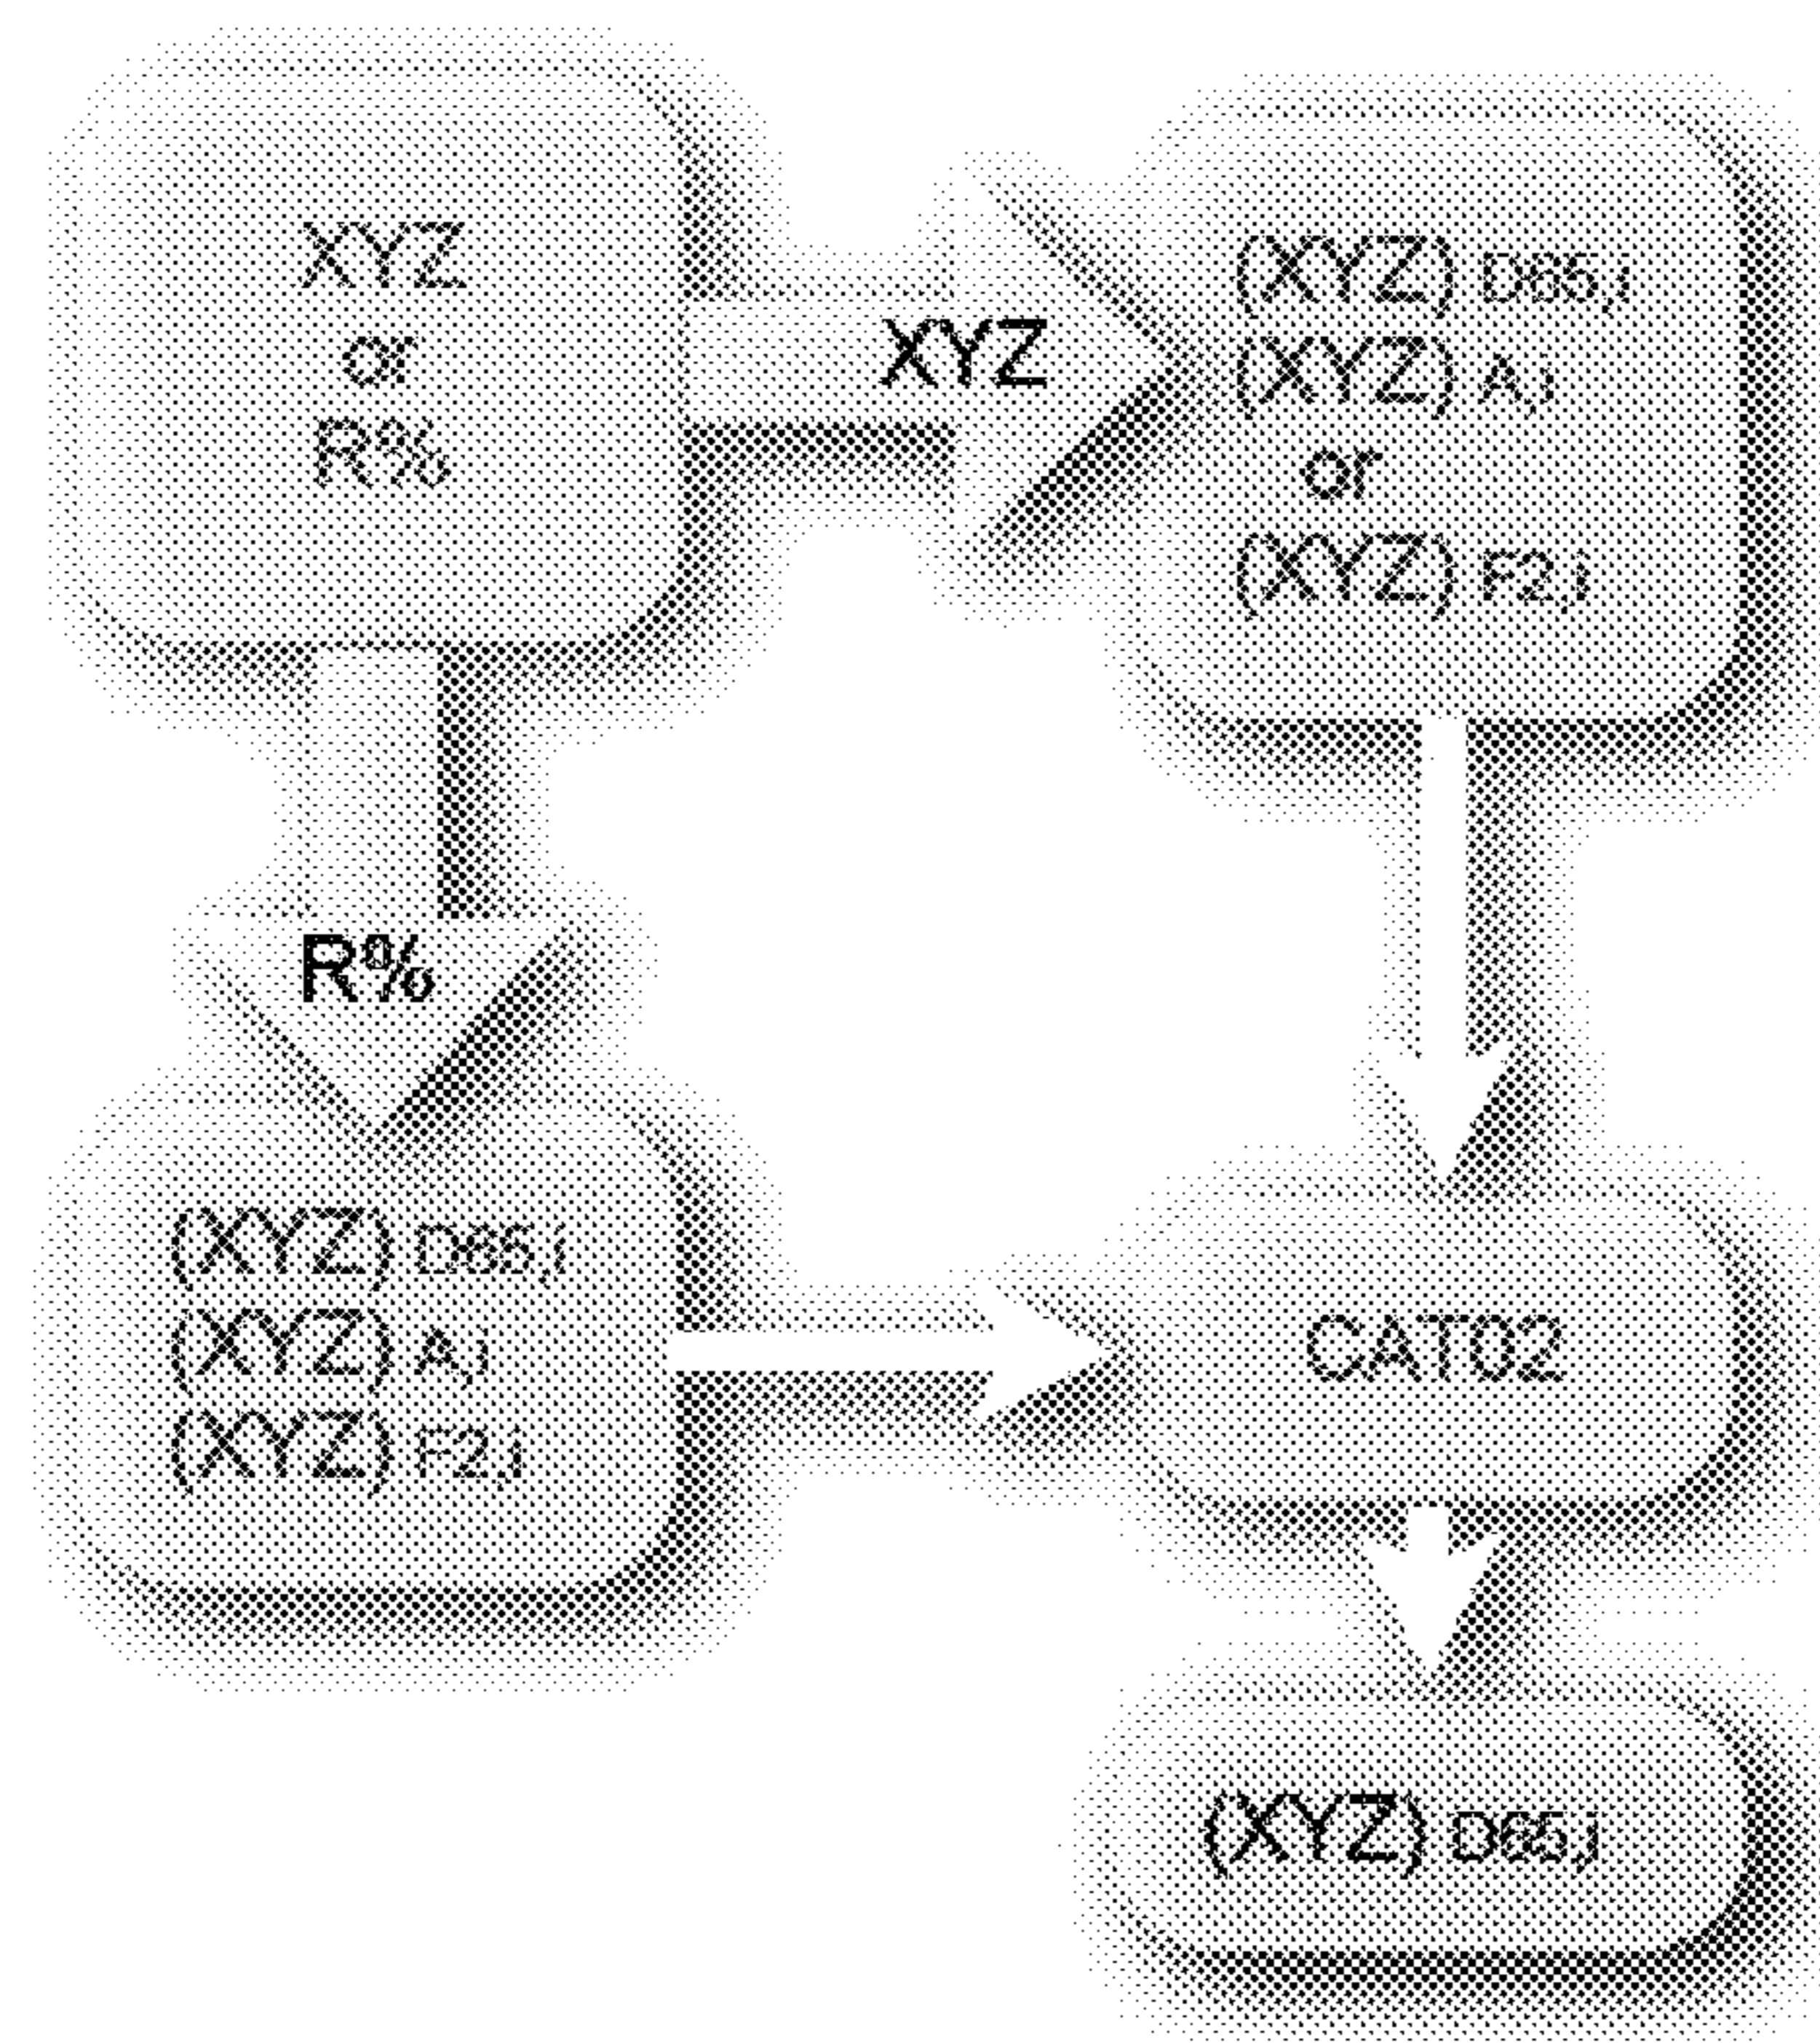 XYZ
or
R%
XYZ
(XYZ) D65,i
(XYZ) A,i
or
(XYZ) F2,i
R%
(XYZ) D65,i
(XYZ) A,i
(XYZ) F2,i
CAT02
(XYZ) D65,i